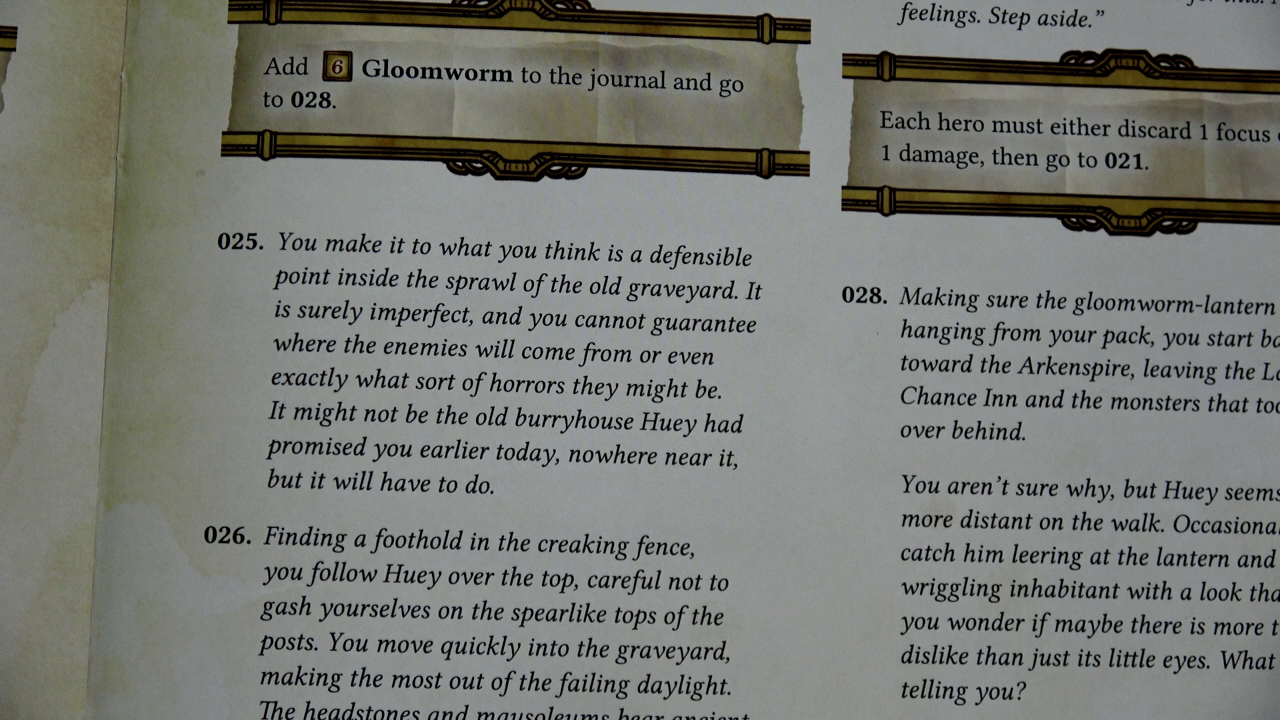 Add 6 Gloomworm to the journal and go
to 028.
025. You make it to what you think is a defensible
point inside the sprawl of the old graveyard. It
is surely imperfect, and you cannot guarantee
where the enemies will come from or even
exactly what sort of horrors they might be.
It might not be the old burryhouse Huey had
promised you earlier today, nowhere near it,
but it will have to do.
026. Finding a foothold in the creaking fence,
you follow Huey over the top, careful not to
gash yourselves on the spearlike tops of the
posts. You move quickly into the graveyard,
making the most out of the failing daylight.
The headstones and mausoleums bear ancient
feelings. Step aside.”
Each hero must either discard 1 focus
1 damage, then go to 021.
028. Making sure the gloomworm-lantern
hanging from your pack, you start
toward the Arkenspire, leaving the
Chance Inn and the monsters that
over behind.
You aren’t sure why, but Huey seems
more distant on the walk.
catch him leering at the lantern and
wriggling inhabitant with a look
you wonder if maybe there is more
dislike than just its little eyes. What
telling you?